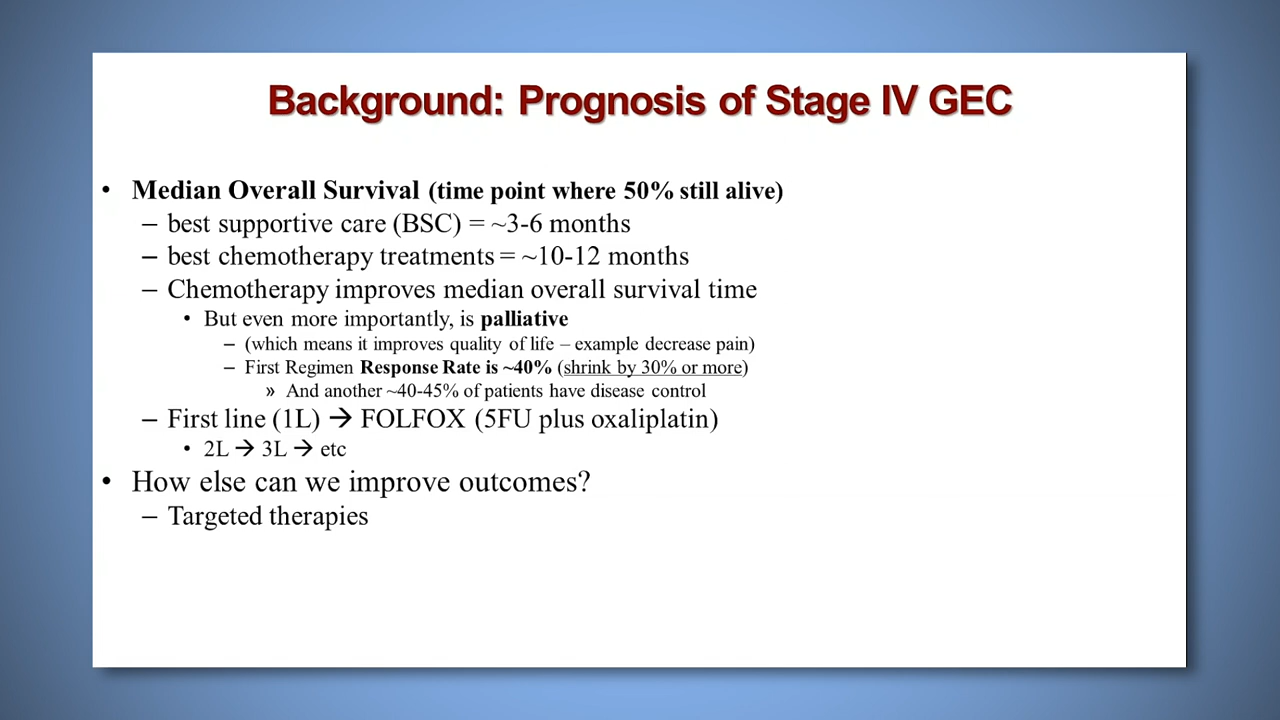 Background: Prognosis of Stage IV GEC
• Median Overall Survival (time point where 50% still alive)
– best supportive care (BSC) = ~3-6 months
– best chemotherapy treatments = ~10-12 months
– Chemotherapy improves median overall survival time
• But even more importantly, is palliative
– (which means it improves quality of life – example decrease pain)
– First Regimen Response Rate is ~40% (shrink by 30% or more)
» And another ~40-45% of patients have disease control
– First line (1L) → FOLFOX (5FU plus oxaliplatin)
• 2L → 3L → etc
• How else can we improve outcomes?
– Targeted therapies